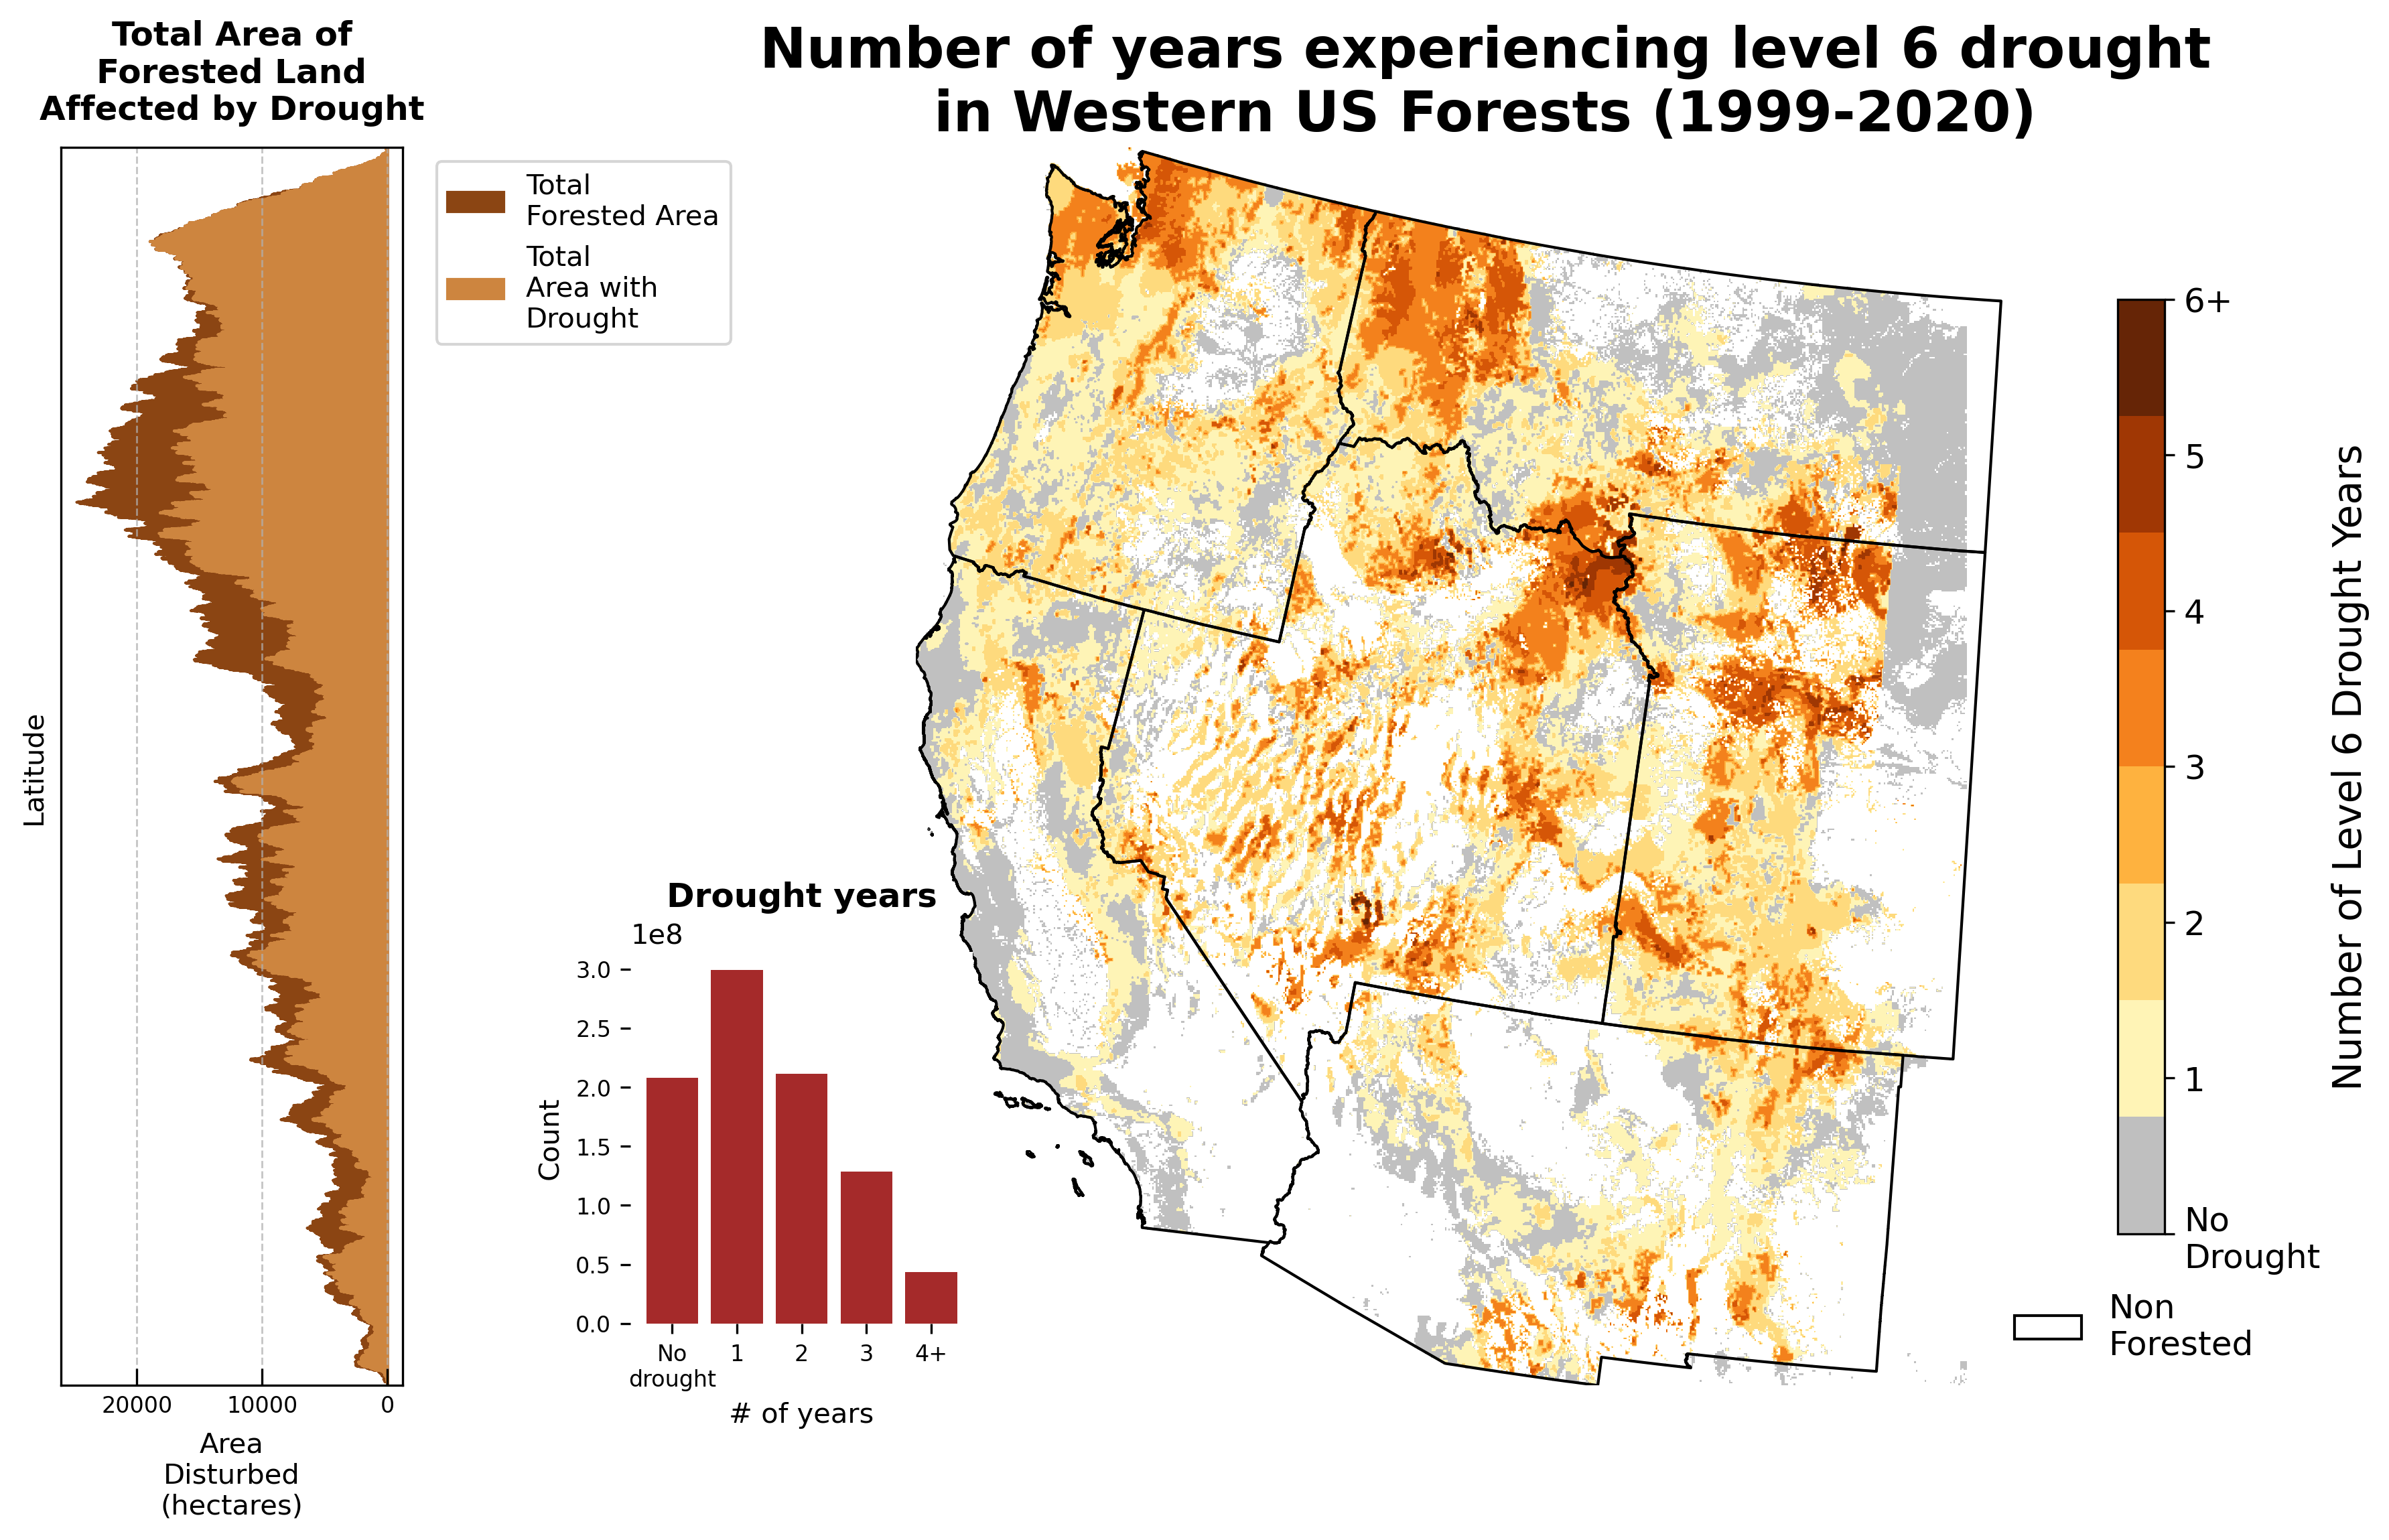 Total Area of
Forested Land
Affected by Drought
Number of years experiencing level 6 drought
in Western US Forests (1999-2020)
Total
Forested Area
Total
Area with
Drought
Latitude
20000
10000
0
Area
Disturbed
(hectares)
Drought years
1e8
3.0
2.5
2.0
1.5
1.0
0.5
0.0
Count
No
drought
1
2
3
4+
# of years
6+
5
4
3
2
1
No
Drought
Number of Level 6 Drought Years
Non
Forested